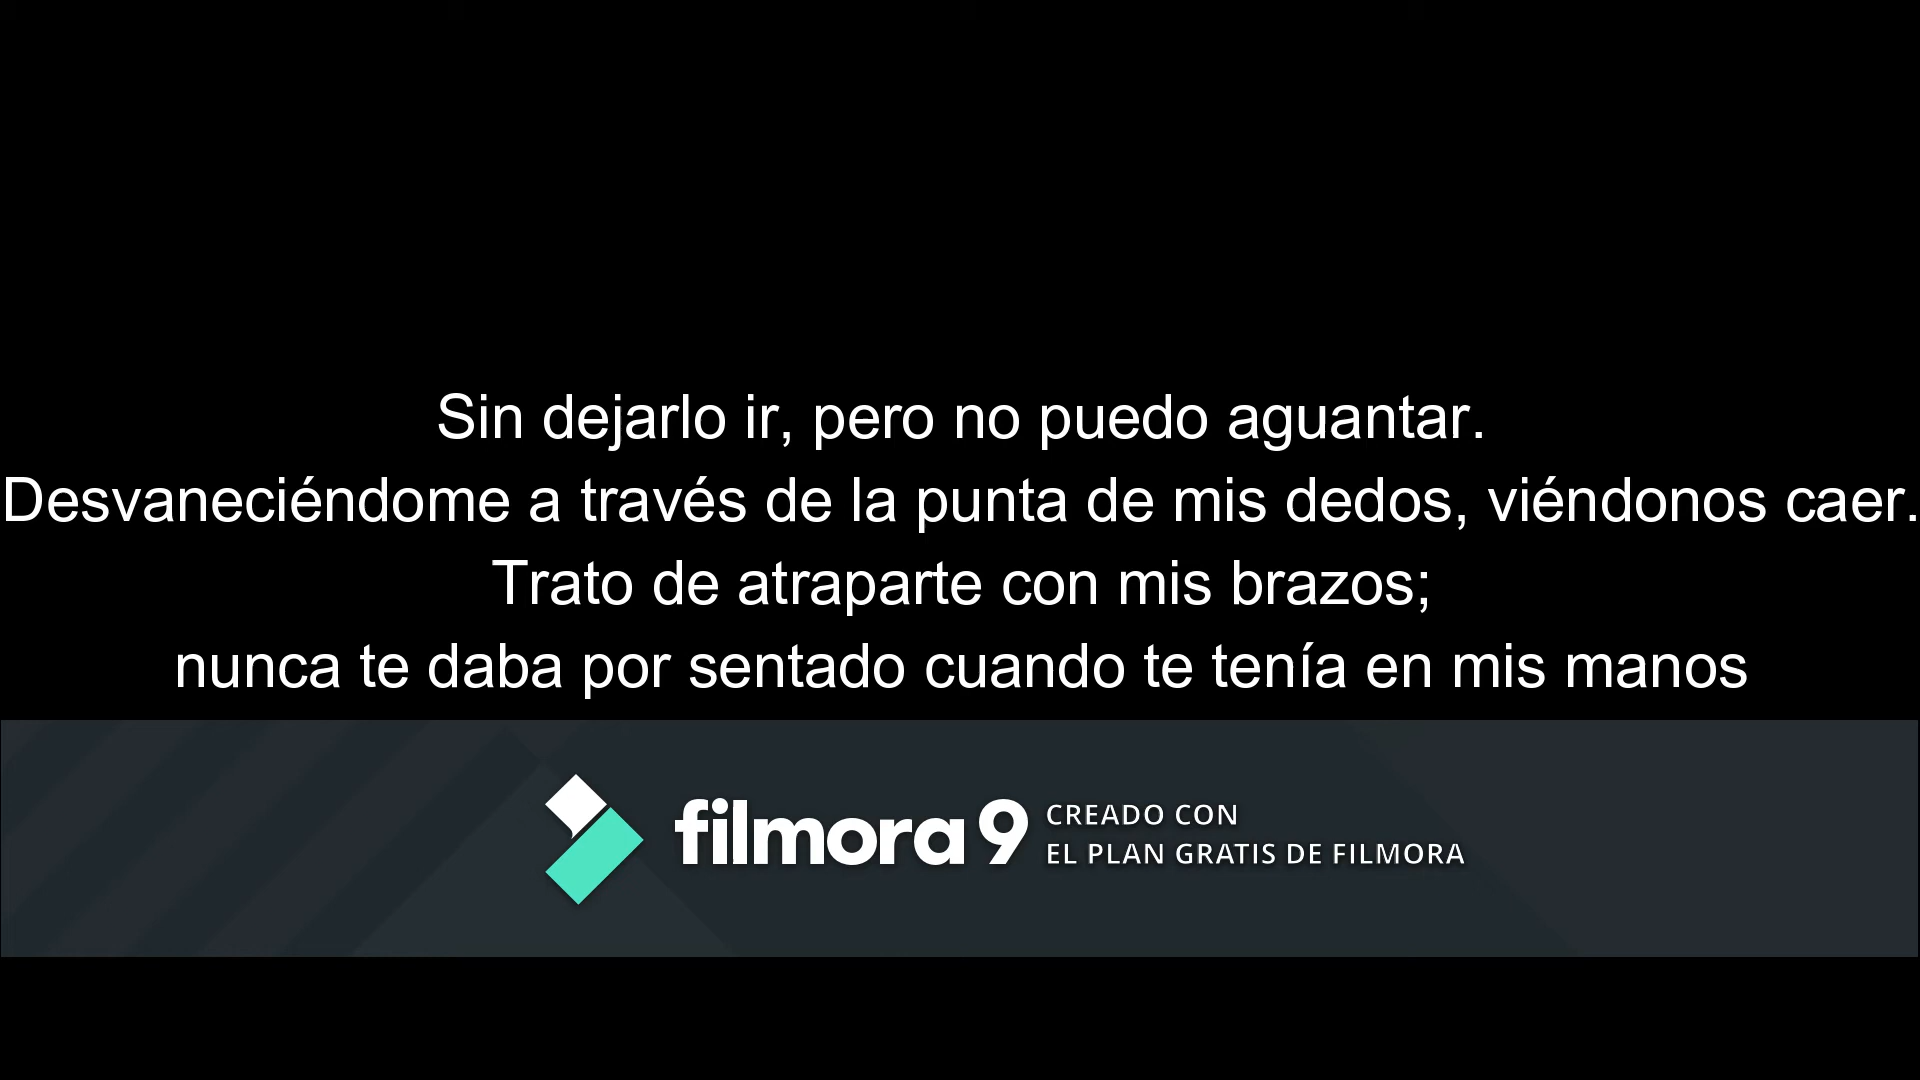 Sin dejarlo ir, pero no puedo aguantar.
Desvaneciéndome a través de la punta de mis dedos, viéndonos caer.
Trato de atraparte con mis brazos;
nunca te daba por sentado cuando te tenía en mis manos
filmora 9
CREADO CON
EL PLAN GRATIS DE FILMORA